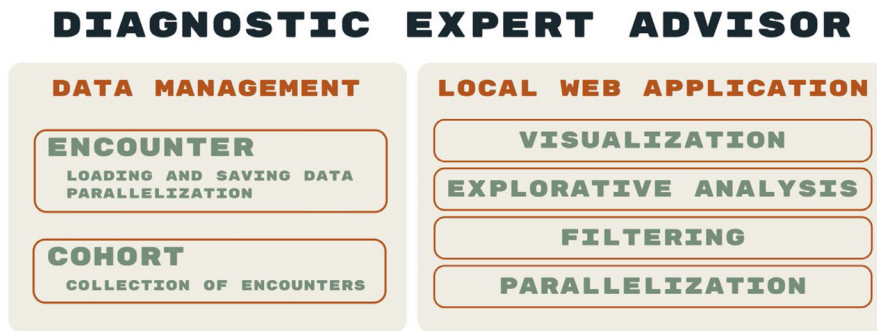 DIAGNOSTIC EXPERT ADVISOR
DATA MANAGEMENT
ENCOUNTER
LOADING AND SAVING DATA
PARALLELIZATION
COHORT
COLLECTION OF ENCOUNTERS
LOCAL WEB APPLICATION
VISUALIZATION
EXPLORATIVE ANALYSIS
FILTERING
PARALLELIZATION